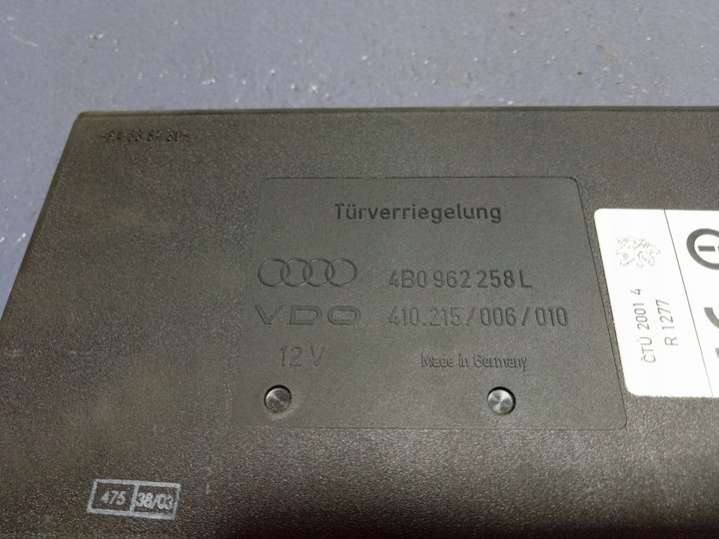 Türverriegelung
4B0 962 258 L
VDO 410.215/006/010
12 V Made in Germany
ČTÚ 2001 4
R 1277
475 38/03